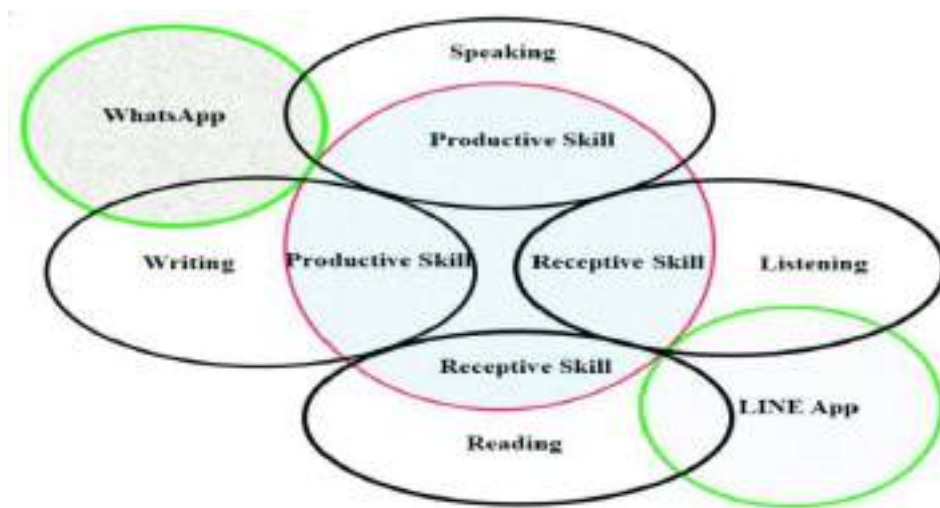 Speaking
WhatsApp
Productive Skill
Writing
Productive Skill
Receptive Skill
Listening
Receptive Skill
LINE App
Reading